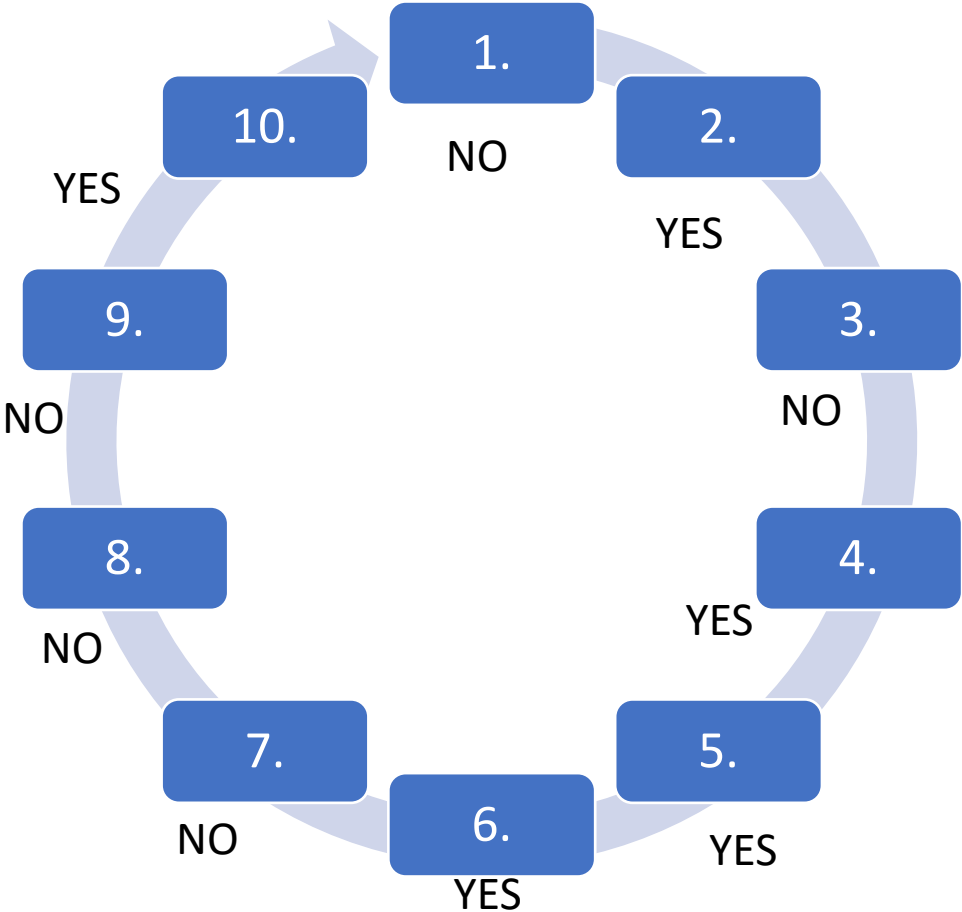 1.
NO
2.
YES
3.
NO
4.
YES
5.
YES
6.
YES
7.
NO
8.
NO
9.
NO
10.
YES